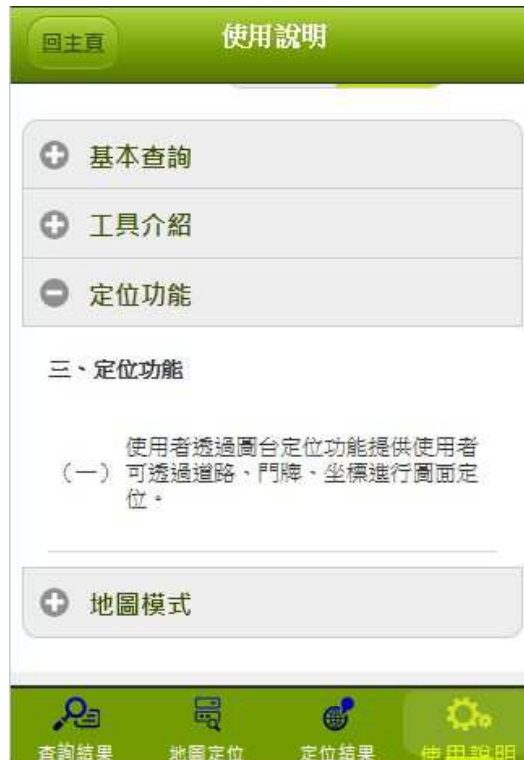 回主頁
使用說明
基本查詢
工具介紹
定位功能
三、定位功能
使用者透過圖台定位功能提供使用者
(一) 可透過道路、門牌、坐標進行圖面定
位。
地圖模式
查詢結果
地圖定位
定位結果
使用說明